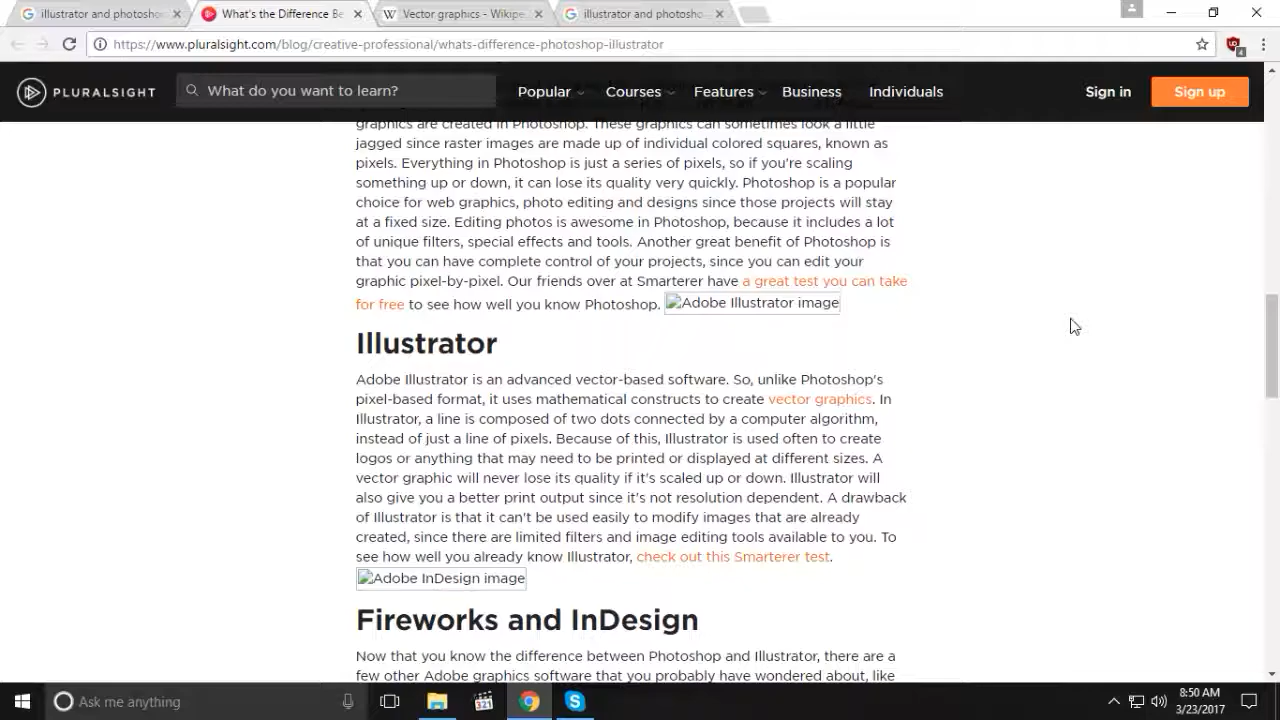 illustrator and photosho
What's the Difference Be
Vector graphics - Wikipe
illustrator and photosho
https://www.pluralsight.com/blog/creative-professional/whats-difference-photoshop-illustrator
4
PLURALSIGHT
What do you want to learn?
Popular
Courses
Features
Business
Individuals
Sign in
Sign up
graphics are created in Photoshop. These graphics can sometimes look a little
jagged since raster images are made up of individual colored squares, known as
pixels. Everything in Photoshop is just a series of pixels, so if you're scaling
something up or down, it can lose its quality very quickly. Photoshop is a popular
choice for web graphics, photo editing and designs since those projects will stay
at a fixed size. Editing photos is awesome in Photoshop, because it includes a lot
of unique filters, special effects and tools. Another great benefit of Photoshop is
that you can have complete control of your projects, since you can edit your
graphic pixel-by-pixel. Our friends over at Smarterer have a great test you can take
for free to see how well you know Photoshop. Adobe Illustrator image
Illustrator
Adobe Illustrator is an advanced vector-based software. So, unlike Photoshop's
pixel-based format, it uses mathematical constructs to create vector graphics. In
Illustrator, a line is composed of two dots connected by a computer algorithm,
instead of just a line of pixels. Because of this, Illustrator is used often to create
logos or anything that may need to be printed or displayed at different sizes. A
vector graphic will never lose its quality if it's scaled up or down. Illustrator will
also give you a better print output since it's not resolution dependent. A drawback
of Illustrator is that it can't be used easily to modify images that are already
created, since there are limited filters and image editing tools available to you. To
see how well you already know Illustrator, check out this Smarterer test.
Adobe InDesign image
Fireworks and InDesign
Now that you know the difference between Photoshop and Illustrator, there are a
few other Adobe graphics software that you probably have wondered about, like
Ask me anything
8:50 AM
3/23/2017